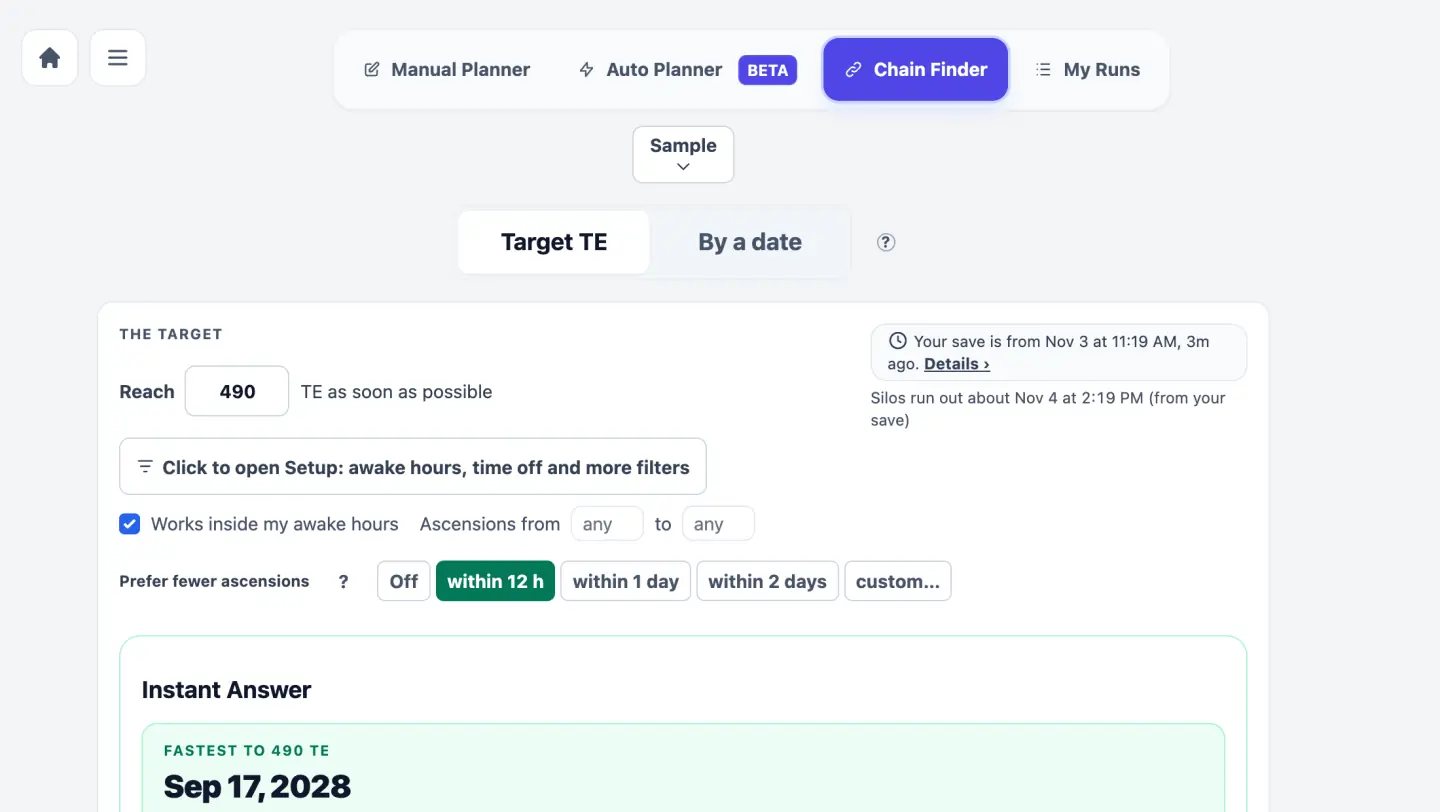 Manual Planner
Auto Planner BETA
Chain Finder
My Runs
Sample
Target TE
By a date
?
THE TARGET
Reach 490 TE as soon as possible
Your save is from Nov 3 at 11:19 AM, 3m
ago. Details ›
Silos run out about Nov 4 at 2:19 PM (from your
save)
Click to open Setup: awake hours, time off and more filters
Works inside my awake hours Ascensions from any to any
Prefer fewer ascensions ? Off within 12 h within 1 day within 2 days custom...
Instant Answer
FASTEST TO 490 TE
Sep 17, 2028